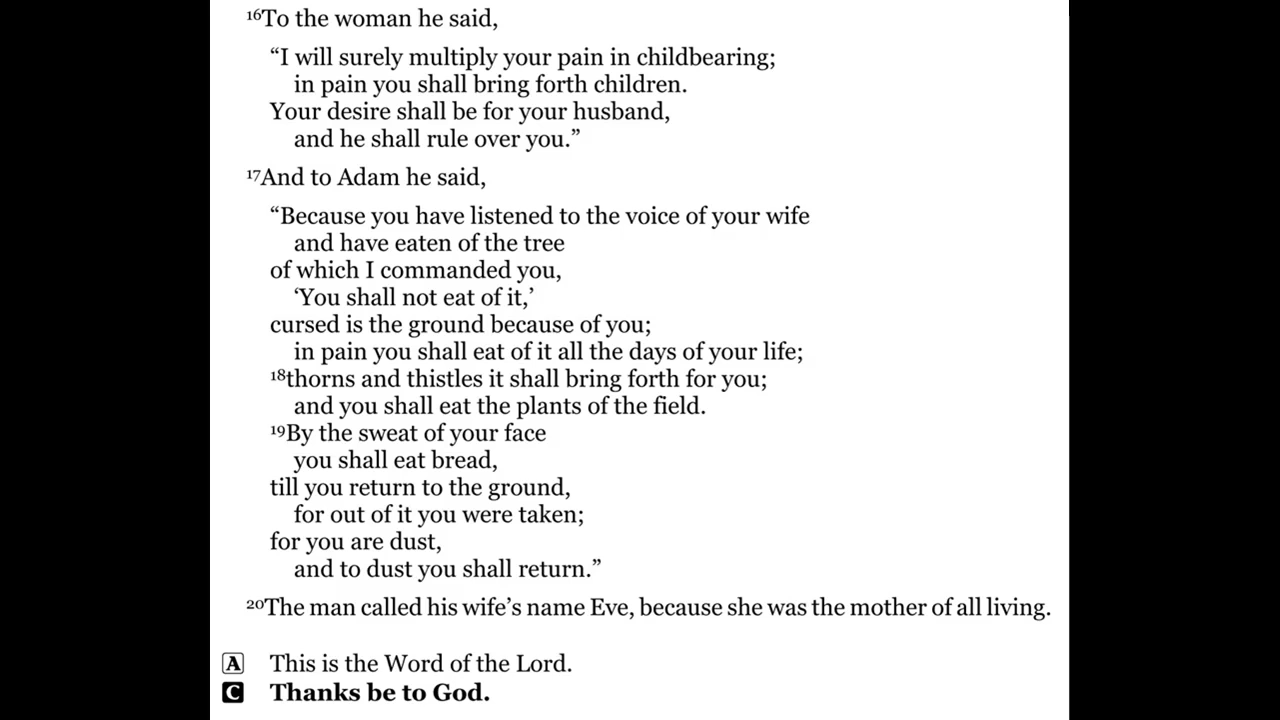 16To the woman he said,
“I will surely multiply your pain in childbearing;
in pain you shall bring forth children.
Your desire shall be for your husband,
and he shall rule over you.”
17And to Adam he said,
“Because you have listened to the voice of your wife
and have eaten of the tree
of which I commanded you,
‘You shall not eat of it,’
cursed is the ground because of you;
in pain you shall eat of it all the days of your life;
18thorns and thistles it shall bring forth for you;
and you shall eat the plants of the field.
19By the sweat of your face
you shall eat bread,
till you return to the ground,
for out of it you were taken;
for you are dust,
and to dust you shall return.”
20The man called his wife’s name Eve, because she was the mother of all living.
A This is the Word of the Lord.
C Thanks be to God.